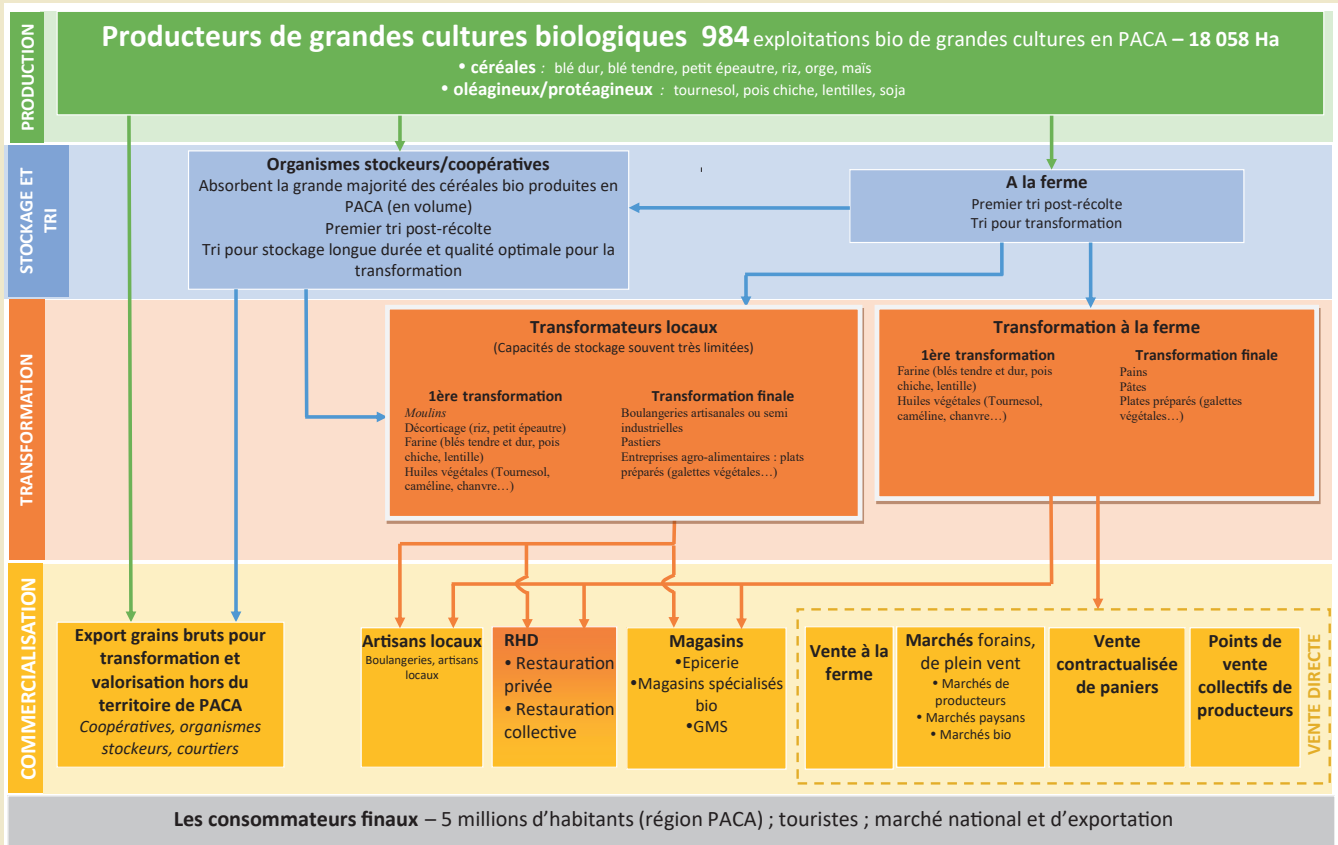 PRODUCTION
Producteurs de grandes cultures biologiques 984 exploitations bio de grandes cultures en PACA – 18 058 Ha
• céréales : blé dur, blé tendre, petit épeautre, riz, orge, maïs
• oléagineux/protéagineux : tournesol, pois chiche, lentilles, soja
STOCKAGE ET
TRI
Organismes stockeurs/coopératives
Absorbent la grande majorité des céréales bio produites en
PACA (en volume)
Premier tri post-récolte
Tri pour stockage longue durée et qualité optimale pour la
transformation
A la ferme
Premier tri post-récolte
Tri pour transformation
TRANSFORMATION
Transformateurs locaux
(Capacités de stockage souvent très limitées)
1ère transformation
Moulins
Décorticage (riz, petit épeautre)
Farine (blés tendre et dur, pois
chiche, lentille)
Huiles végétales (Tournesol,
caméline, chanvre…)
Transformation finale
Boulangeries artisanales ou semi
industrielles
Pastiers
Entreprises agro-alimentaires : plats
préparés (galettes végétales…)
Transformation à la ferme
1ère transformation
Farine (blés tendre et dur, pois
chiche, lentille)
Huiles végétales (Tournesol,
caméline, chanvre…)
Transformation finale
Pains
Pâtes
Plates préparés (galettes
végétales…)
COMMERCIALISATION
Export grains bruts pour
transformation et
valorisation hors du
territoire de PACA
Coopératives, organismes
stockeurs, courtiers
Artisans locaux
Boulangeries, artisans
locaux
RHD
• Restauration
privée
• Restauration
collective
Magasins
•Epicerie
•Magasins spécialisés
bio
•GMS
Vente à la
ferme
Marchés forains,
de plein vent
• Marchés de
producteurs
• Marchés paysans
• Marchés bio
Vente
contractualisée
de paniers
Points de
vente
collectifs de
producteurs
VENTE DIRECTE
Les consommateurs finaux – 5 millions d'habitants (région PACA) ; touristes ; marché national et d'exportation